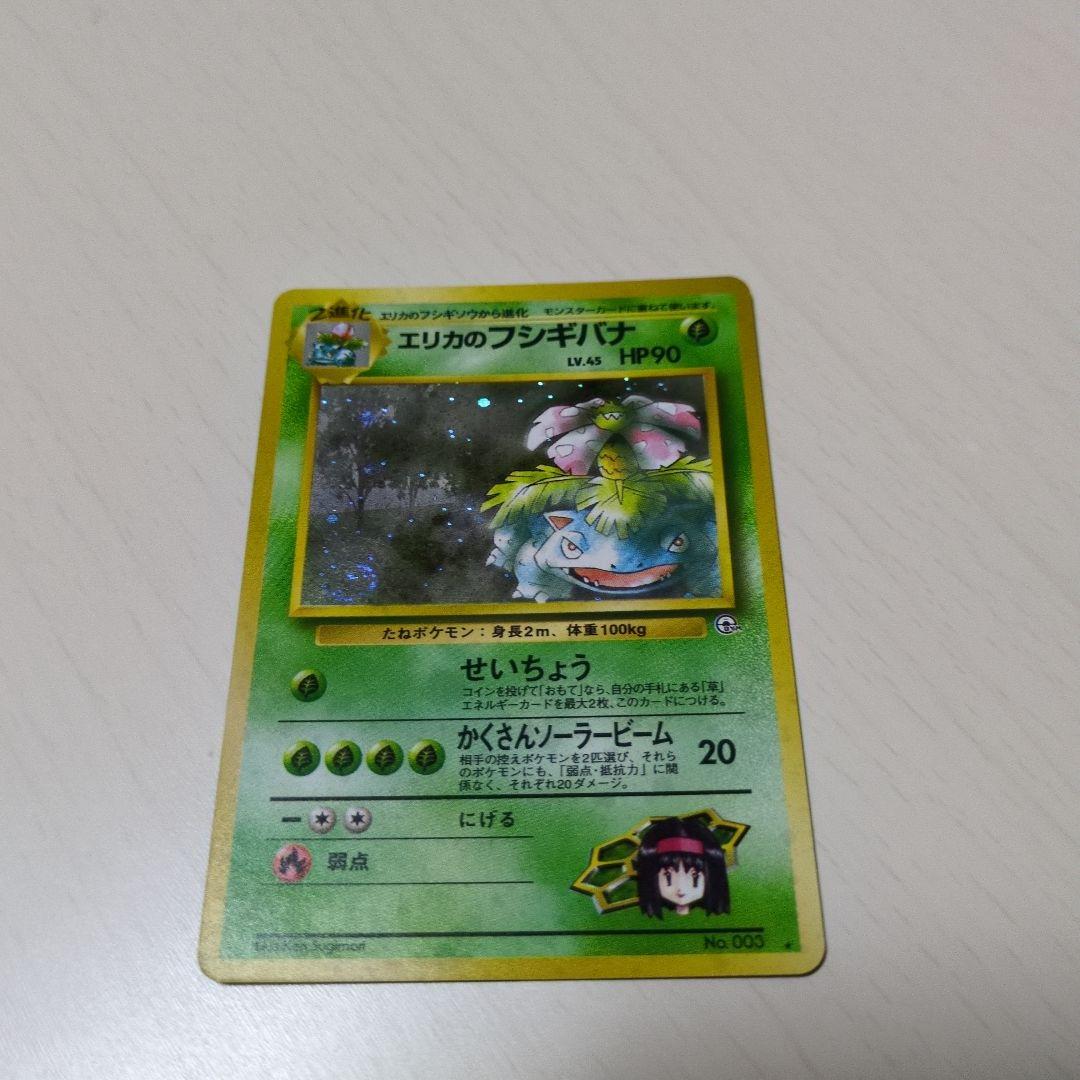 2進化 エリカのフシギソウから進化 モンスターカードに重ねて使います。
エリカのフシギバナ
LV.45 HP90
たねポケモン：身長2m、体重100kg
せいちょう
コインを投げて「おもて」なら、自分の手札にある「草」
エネルギーカードを最大2枚、このカードにつける。
かくさんソーラービーム 20
相手の控えポケモンを2匹選び、それら
のポケモンにも、「弱点・抵抗力」に関
係なく、それぞれ20ダメージ。
にげる
弱点
Ken Sugimori No. 003